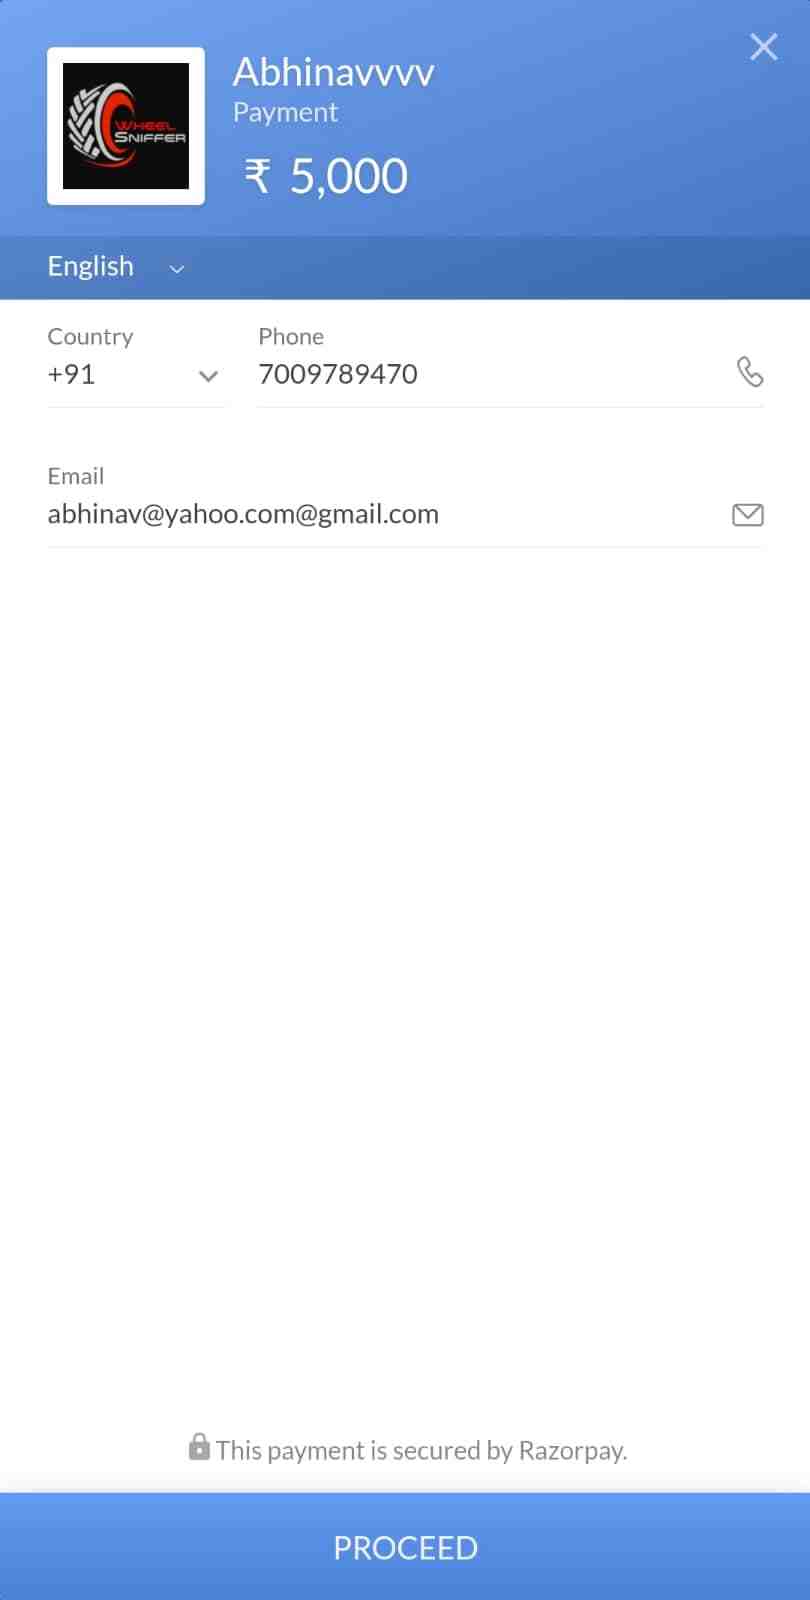 Abhinavvvv
Payment
₹ 5,000
WHEEL
SNIFFER
English
Country
Phone
+91
7009789470
Email
abhinav@yahoo.com@gmail.com
This payment is secured by Razorpay.
PROCEED